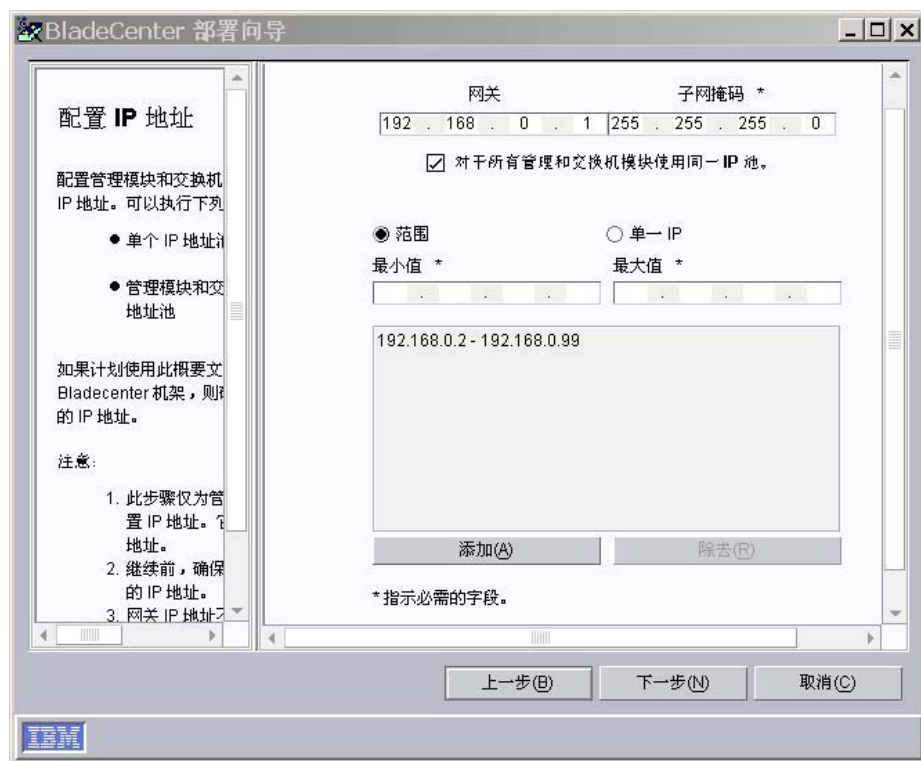 BladeCenter 部署向导
配置 IP 地址
配置管理模块和交换机
IP 地址。可以执行下列
● 单个 IP 地址
● 管理模块和交
地址池
如果计划使用此概要文
Bladecenter 机架，则
的 IP 地址。
注意:
1. 此步骤仅为管
置 IP 地址。
地址。
2. 继续前，确保
的 IP 地址。
3. 网关 IP 地址
网关
子网掩码 *
192 . 168 . 0 . 1
255 . 255 . 255 . 0
对于所有管理和交换机模块使用同一 IP 池。
范围
单一 IP
最小值 *
最大值 *
. . .
. . .
192.168.0.2 - 192.168.0.99
添加(A)
除去(R)
*指示必需的字段。
上一步(B)
下一步(N)
取消(C)
IBM